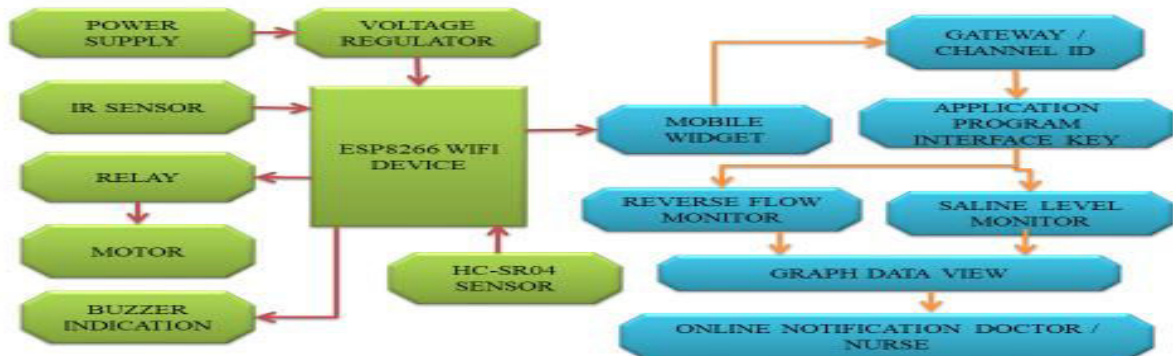 POWER
SUPPLY
VOLTAGE
REGULATOR
IR SENSOR
ESP8266 WIFI
DEVICE
RELAY
MOTOR
BUZZER
INDICATION
HC-SR04
SENSOR
MOBILE
WIDGET
GATEWAY /
CHANNEL ID
APPLICATION
PROGRAM
INTERFACE KEY
REVERSE FLOW
MONITOR
SALINE LEVEL
MONITOR
GRAPH DATA VIEW
ONLINE NOTIFICATION DOCTOR /
NURSE